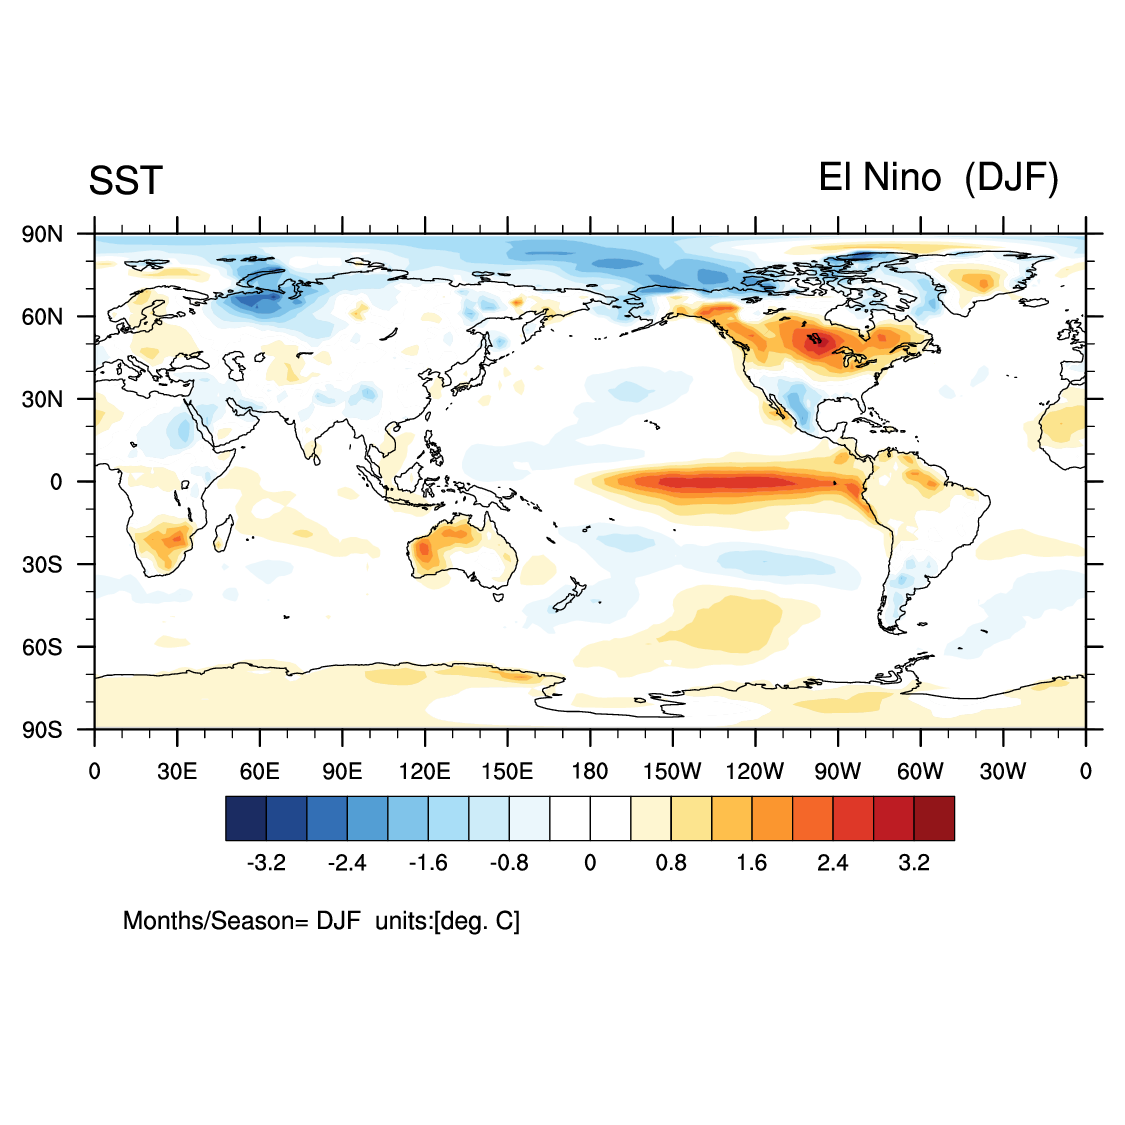 SST El Nino (DJF)
90N
60N
30N
0
30S
60S
90S
0 30E 60E 90E 120E 150E 180 150W 120W 90W 60W 30W 0
-3.2 -2.4 -1.6 -0.8 0 0.8 1.6 2.4 3.2
Months/Season= DJF units:[deg. C]